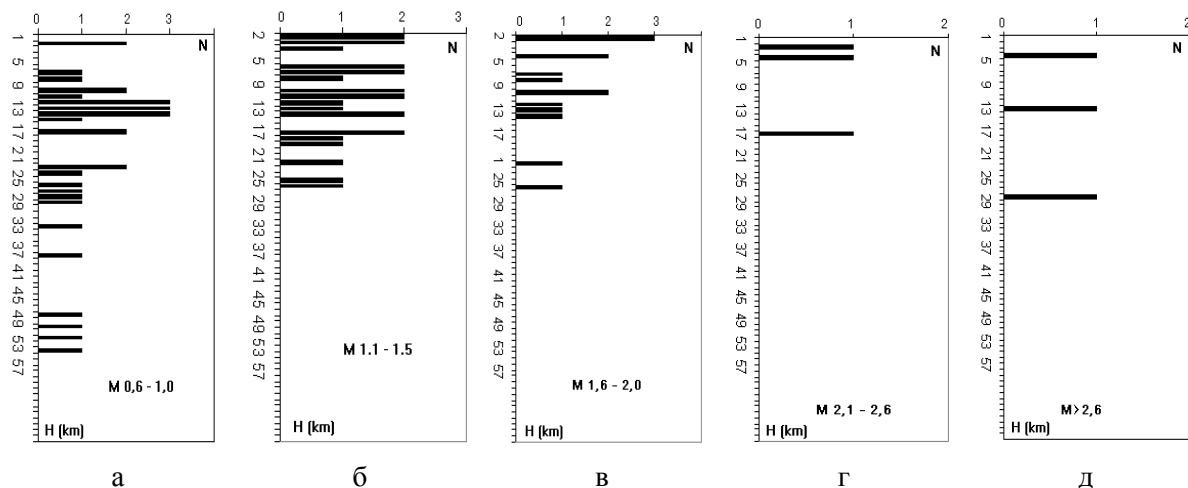 0 1 2 3
N
1 5 9 13 17 21 25 29 33 37 41 45 49 53 57
M 0,6 - 1,0
H (km)
а
0 1 2 3
N
2 5 9 13 17 21 25 29 33 37 41 45 49 53 57
M 1.1 - 1.5
H (km)
б
0 1 2 3
N
2 5 9 13 17 1 25 29 33 37 41 45 49 53 57
M 1,6 - 2,0
H (km)
в
0 1 2
N
1 5 9 13 17 21 25 29 33 37 41 45 49 53 57
M 2,1 - 2,6
H (km)
г
0 1 2
N
1 5 9 13 17 21 25 29 33 37 41 45 49 53 57
M>2,6
H (km)
д